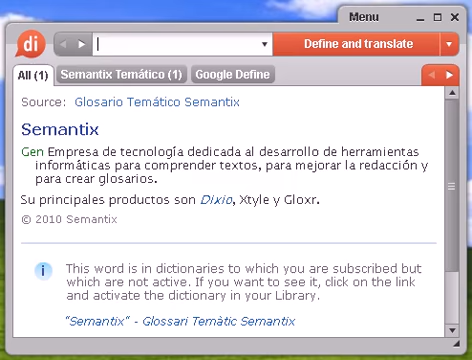 Menu
di
Define and translate
All (1) Semantix Temático (1) Google Define
Source: Glosario Temático Semantix
Semantix
Gen Empresa de tecnología dedicada al desarrollo de herramientas
informáticas para comprender textos, para mejorar la redacción y
para crear glosarios.
Su principales productos son Dixio, Xtyle y Gloxr.
© 2010 Semantix
i
This word is in dictionaries to which you are subscribed but
which are not active. If you want to see it, click on the link
and activate the dictionary in your Library.
"Semantix" - Glossari Temàtic Semantix